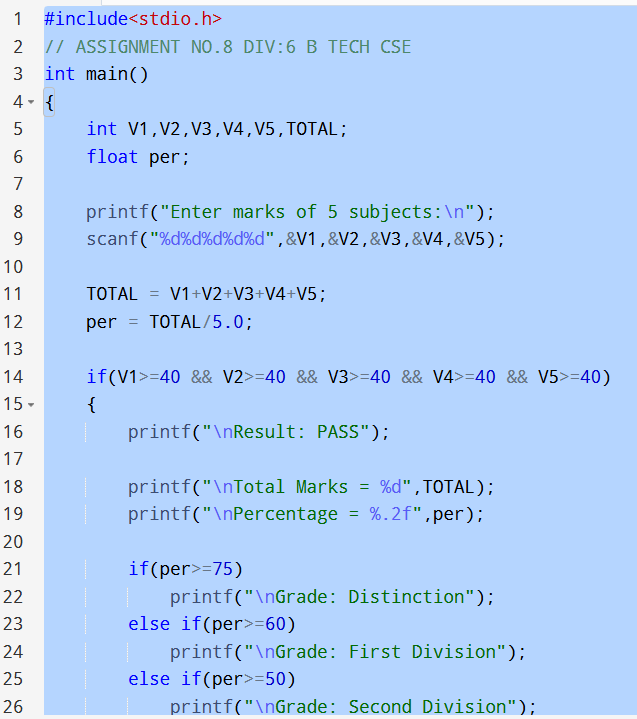 1 #include<stdio.h>
2 // ASSIGNMENT NO.8 DIV:6 B TECH CSE
3 int main()
4 {
5     int V1,V2,V3,V4,V5,TOTAL;
6     float per;
7
8     printf("Enter marks of 5 subjects:\n");
9     scanf("%d%d%d%d%d",&V1,&V2,&V3,&V4,&V5);
10
11     TOTAL = V1+V2+V3+V4+V5;
12     per = TOTAL/5.0;
13
14     if(V1>=40 && V2>=40 && V3>=40 && V4>=40 && V5>=40)
15     {
16         printf("\nResult: PASS");
17
18         printf("\nTotal Marks = %d",TOTAL);
19         printf("\nPercentage = %.2f",per);
20
21         if(per>=75)
22             printf("\nGrade: Distinction");
23         else if(per>=60)
24             printf("\nGrade: First Division");
25         else if(per>=50)
26             printf("\nGrade: Second Division");